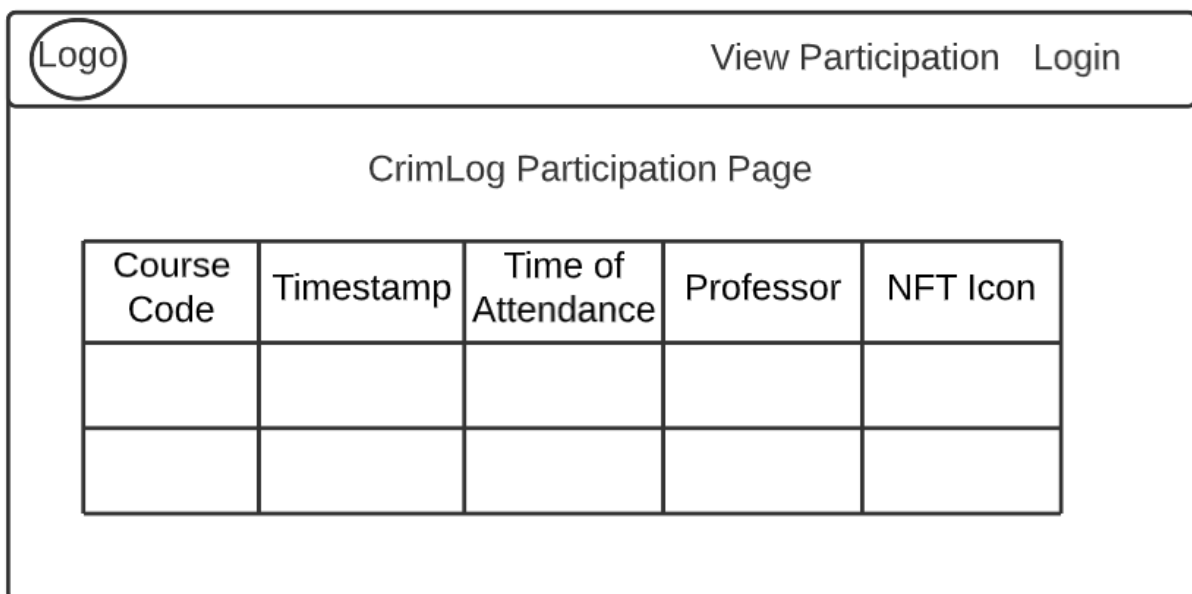 Logo
View Participation Login
CrimLog Participation Page
Course
Code
Timestamp
Time of
Attendance
Professor
NFT Icon